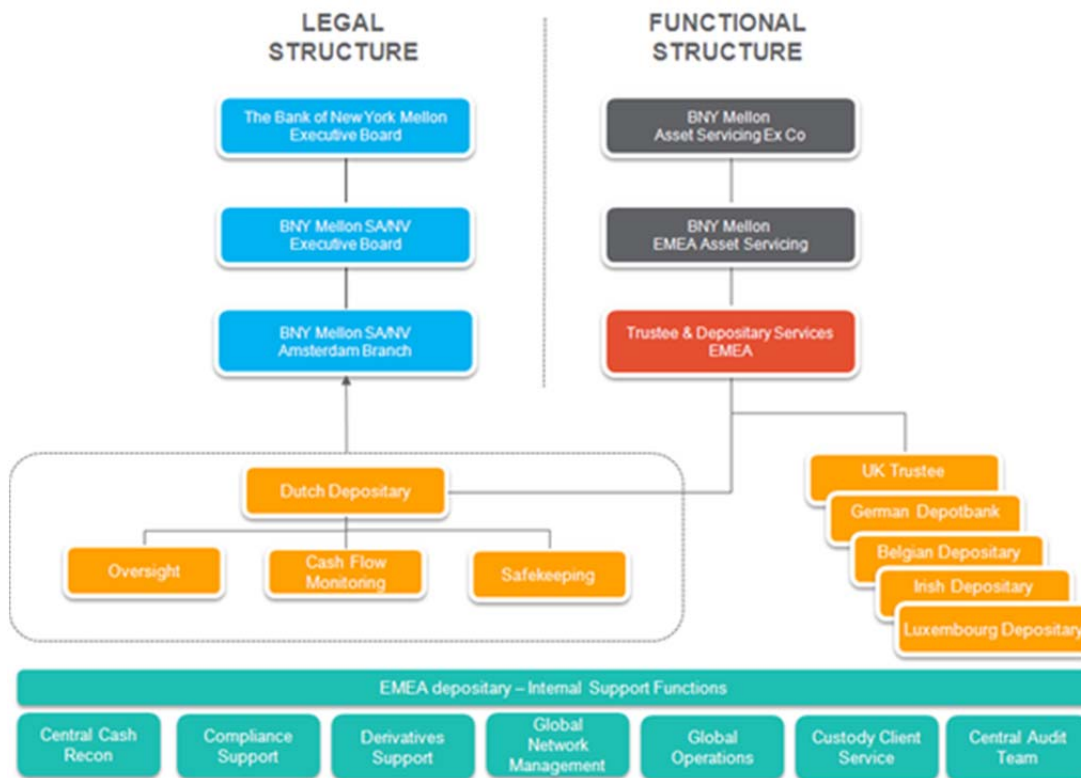 LEGAL
STRUCTURE
FUNCTIONAL
STRUCTURE
The Bank of New York Mellon
Executive Board
BNY Mellon
Asset Servicing Ex Co
BNY Mellon SA/NV
Executive Board
BNY Mellon
EMEA Asset Servicing
BNY Mellon SA/NV
Amsterdam Branch
Trustee & Depositary Services
EMEA
Dutch Depositary
Oversight
Cash Flow
Monitoring
Safekeeping
UK Trustee
German Depotbank
Belgian Depositary
Irish Depositary
Luxembourg Depositary
EMEA depositary – Internal Support Functions
Central Cash
Recon
Compliance
Support
Derivatives
Support
Global
Network
Management
Global
Operations
Custody Client
Service
Central Audit
Team